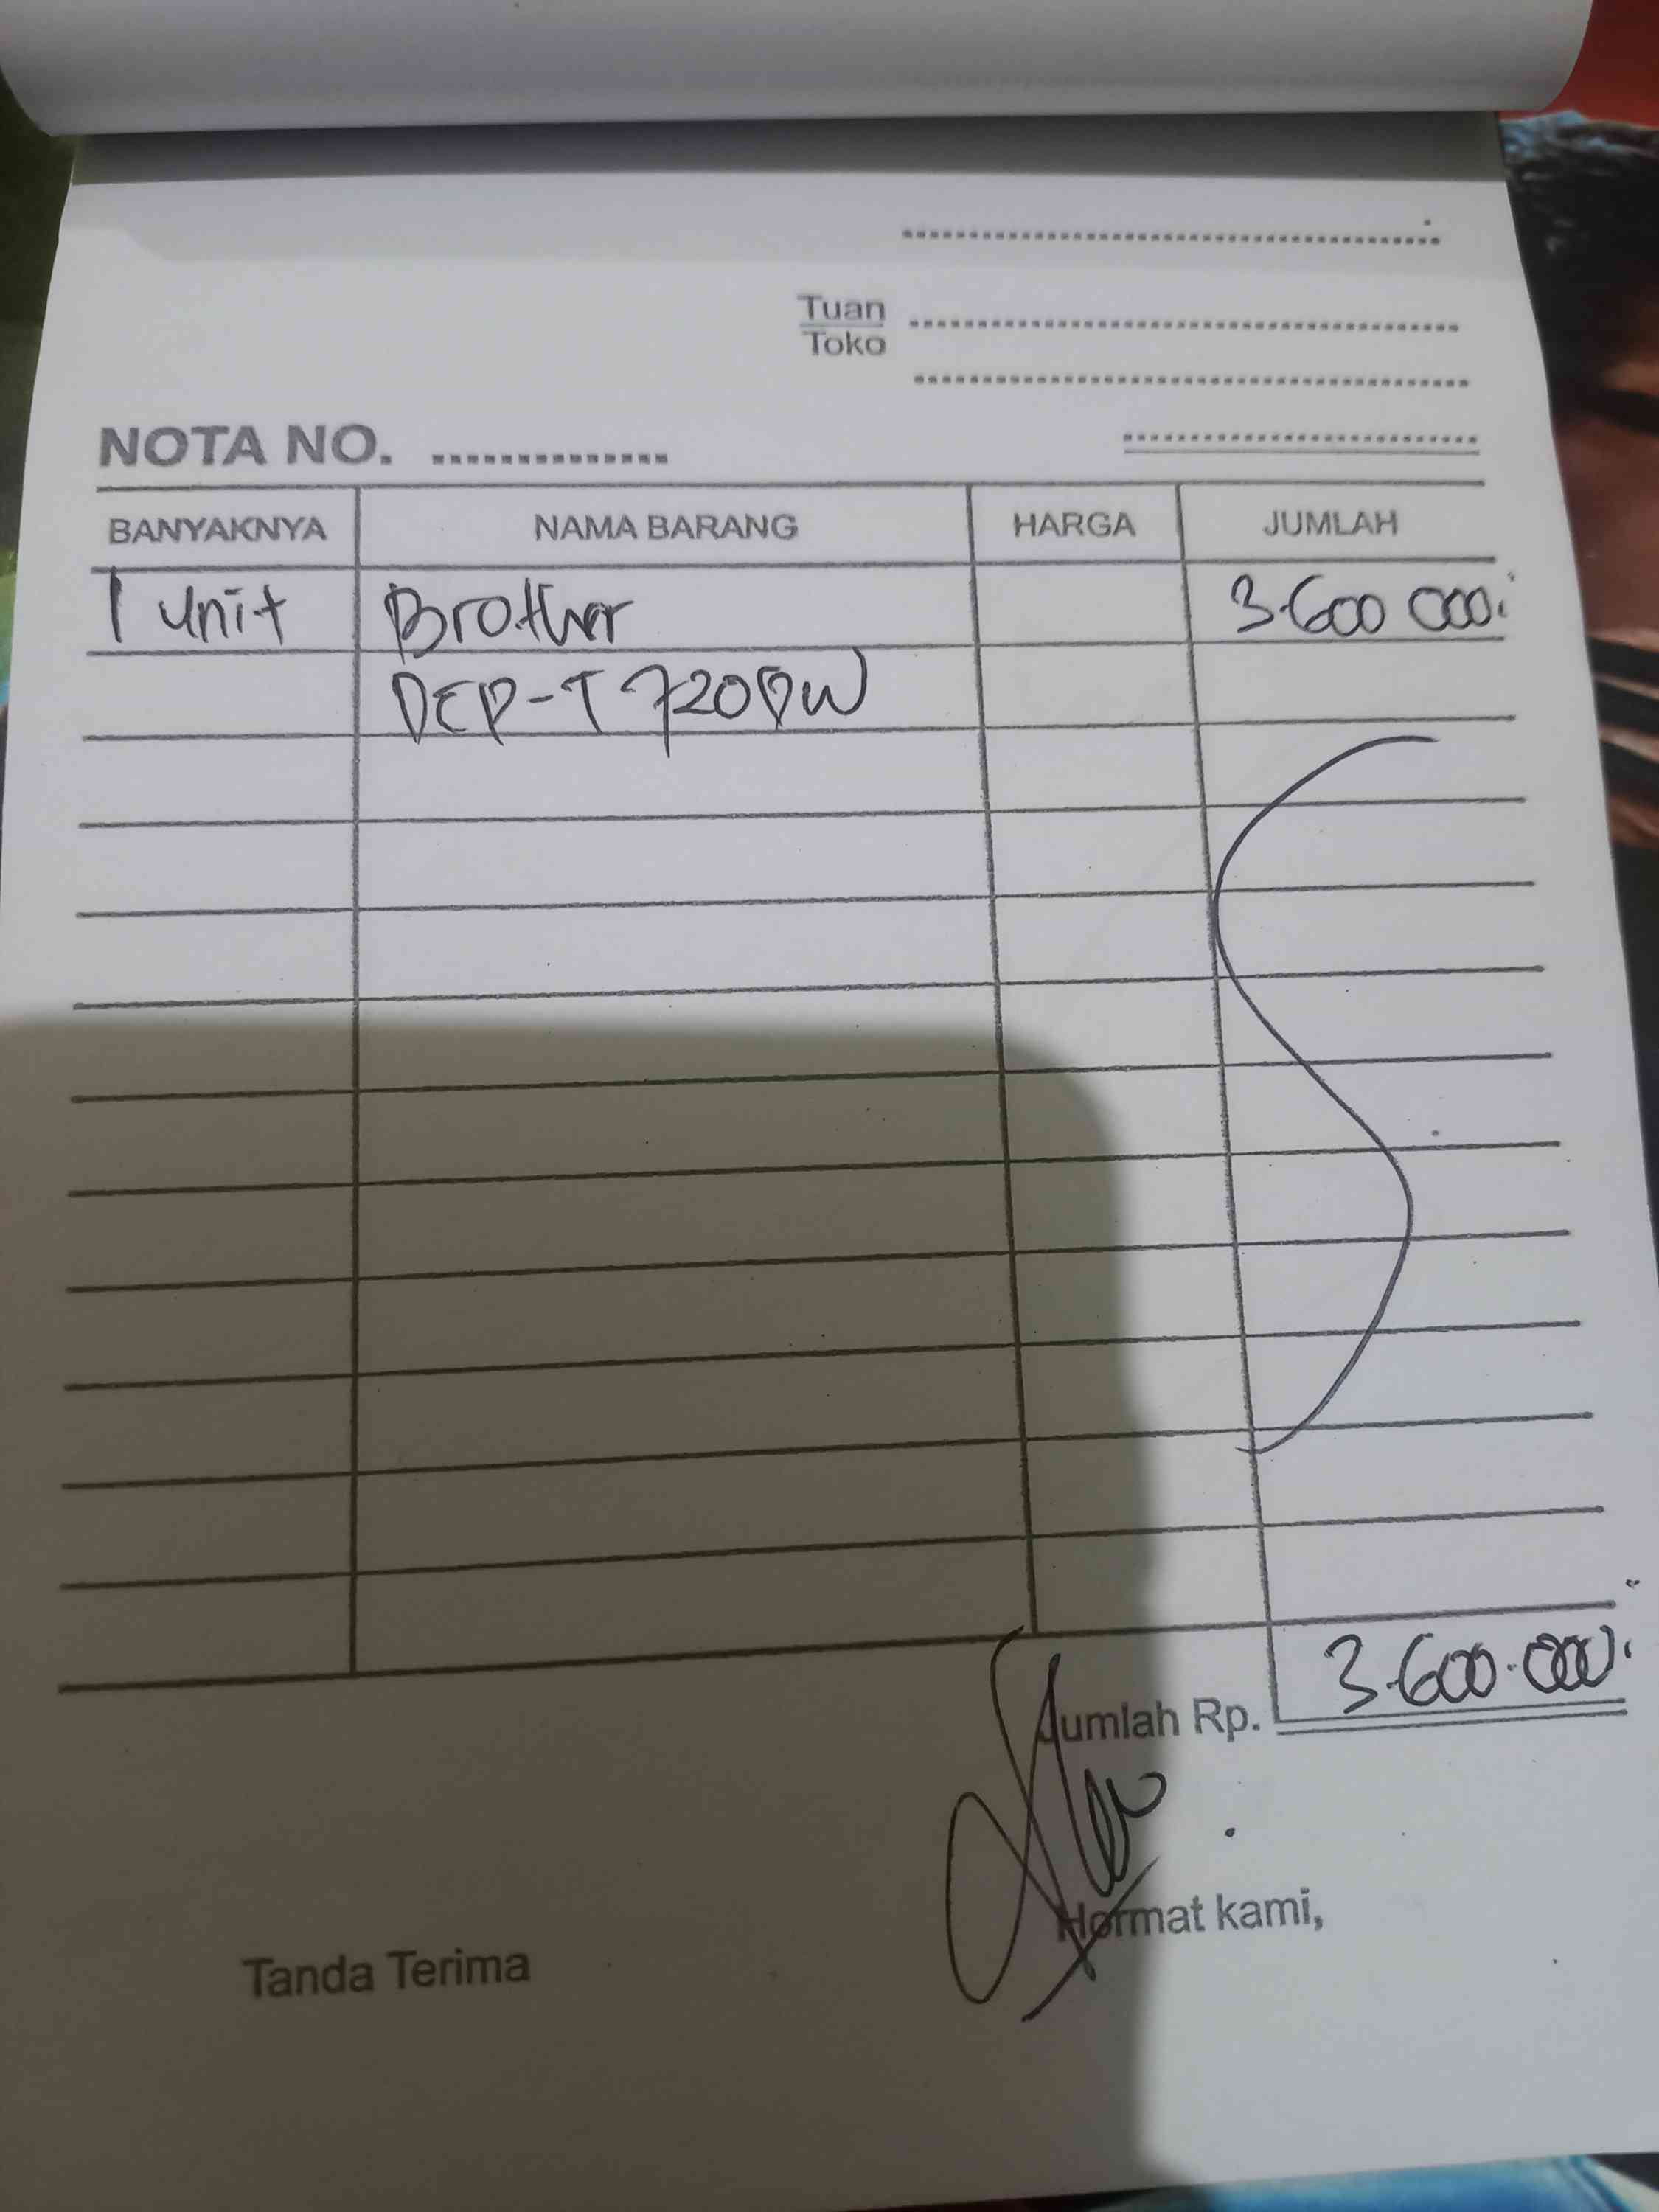 Tuan
Toko
NOTA NO.
BANYAKNYA NAMA BARANG HARGA JUMLAH
1 unit Brother 3.600 000
DCP-T720DW
Jumlah Rp. 3.600.000
Hormat kami,
Tanda Terima